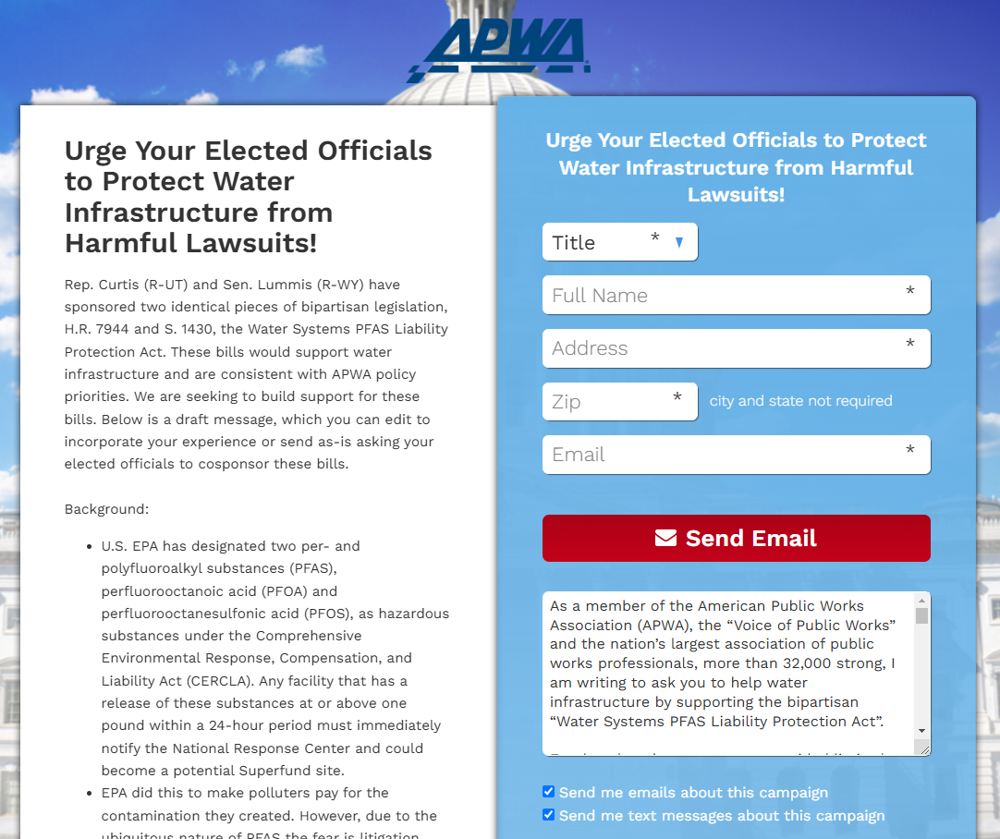 APWA
Urge Your Elected Officials
to Protect Water
Infrastructure from
Harmful Lawsuits!
Rep. Curtis (R-UT) and Sen. Lummis (R-WY) have
sponsored two identical pieces of bipartisan legislation,
H.R. 7944 and S. 1430, the Water Systems PFAS Liability
Protection Act. These bills would support water
infrastructure and are consistent with APWA policy
priorities. We are seeking to build support for these
bills. Below is a draft message, which you can edit to
incorporate your experience or send as-is asking your
elected officials to cosponsor these bills.
Background:
• U.S. EPA has designated two per- and
polyfluoroalkyl substances (PFAS),
perfluorooctanoic acid (PFOA) and
perfluorooctanesulfonic acid (PFOS), as hazardous
substances under the Comprehensive
Environmental Response, Compensation, and
Liability Act (CERCLA). Any facility that has a
release of these substances at or above one
pound within a 24-hour period must immediately
notify the National Response Center and could
become a potential Superfund site.
• EPA did this to make polluters pay for the
contamination they created. However, due to the
ubiquitous nature of PFAS the fear is litigation
Urge Your Elected Officials to Protect
Water Infrastructure from Harmful
Lawsuits!
Title *
Full Name *
Address *
Zip * city and state not required
Email *
Send Email
As a member of the American Public Works
Association (APWA), the “Voice of Public Works”
and the nation’s largest association of public
works professionals, more than 32,000 strong, I
am writing to ask you to help water
infrastructure by supporting the bipartisan
“Water Systems PFAS Liability Protection Act”.
Send me emails about this campaign
Send me text messages about this campaign